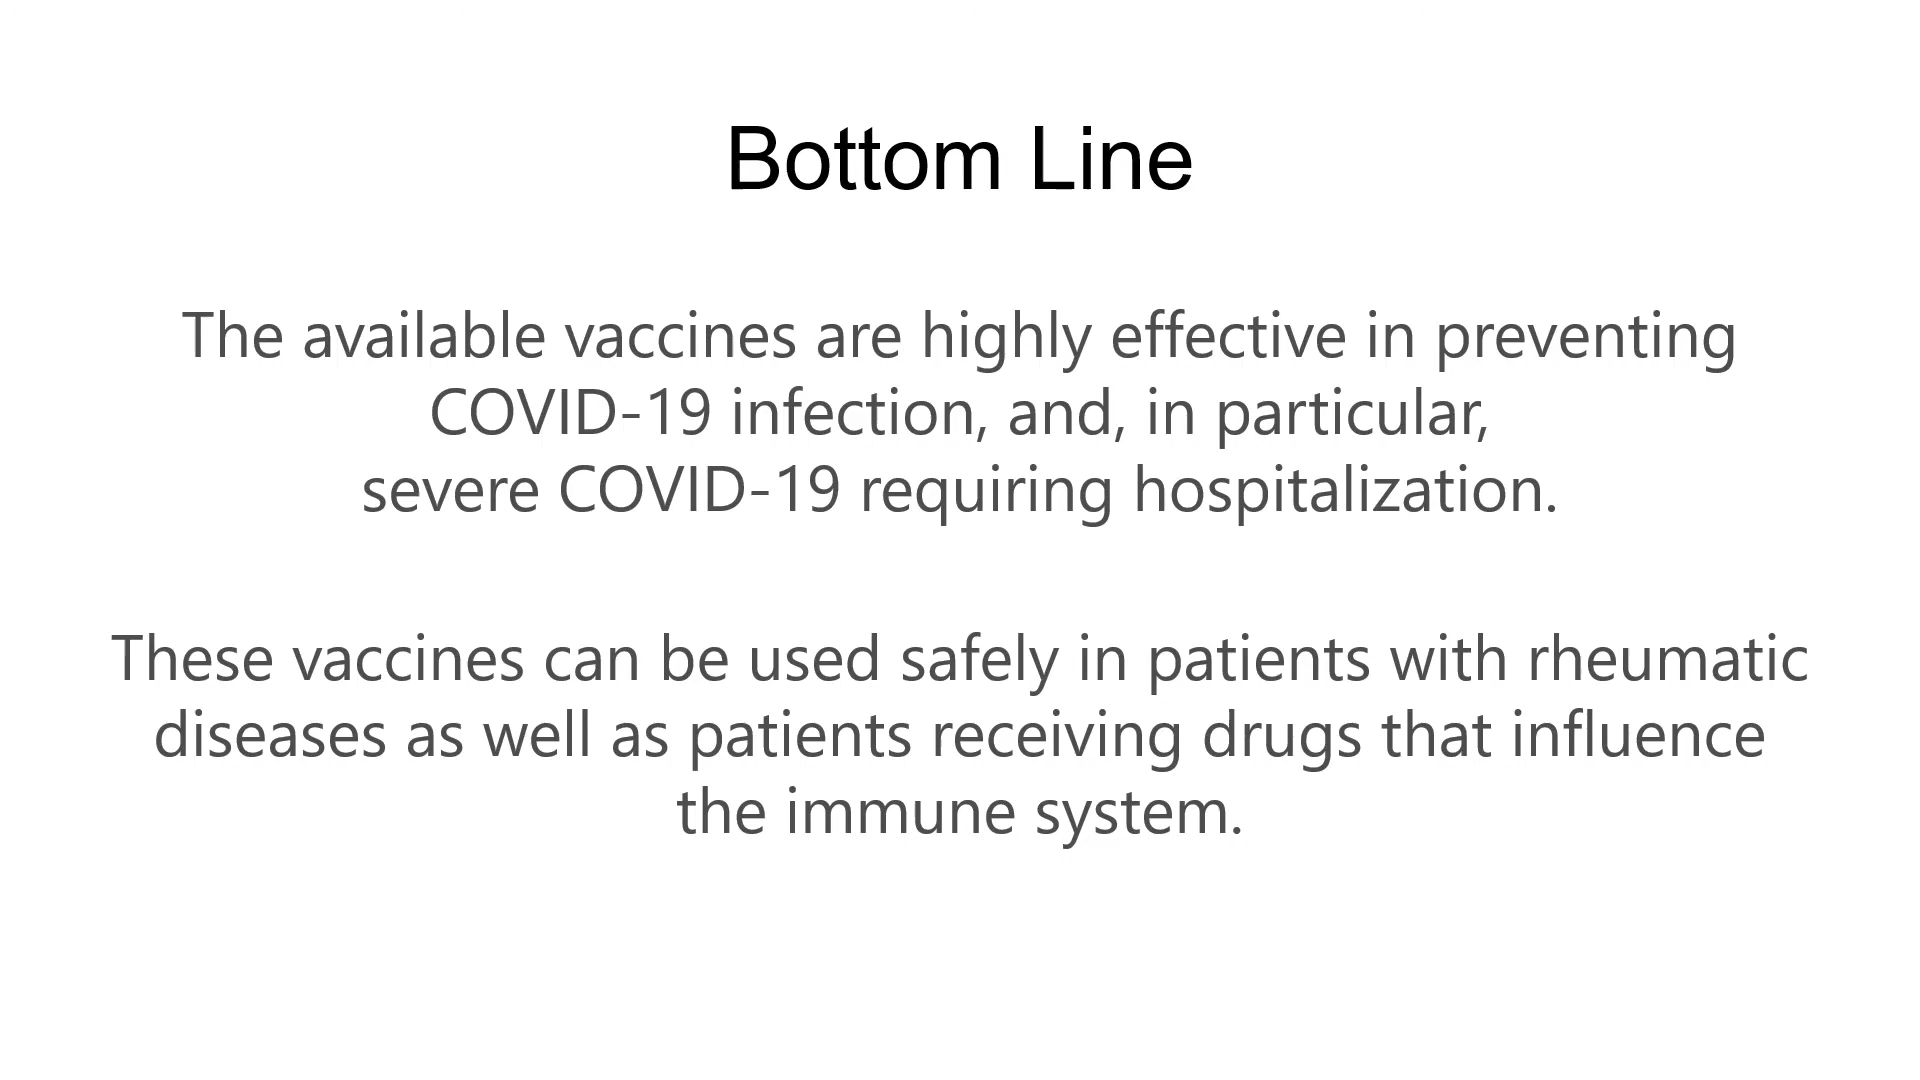 Bottom Line
The available vaccines are highly effective in preventing
COVID-19 infection, and, in particular,
severe COVID-19 requiring hospitalization.
These vaccines can be used safely in patients with rheumatic
diseases as well as patients receiving drugs that influence
the immune system.